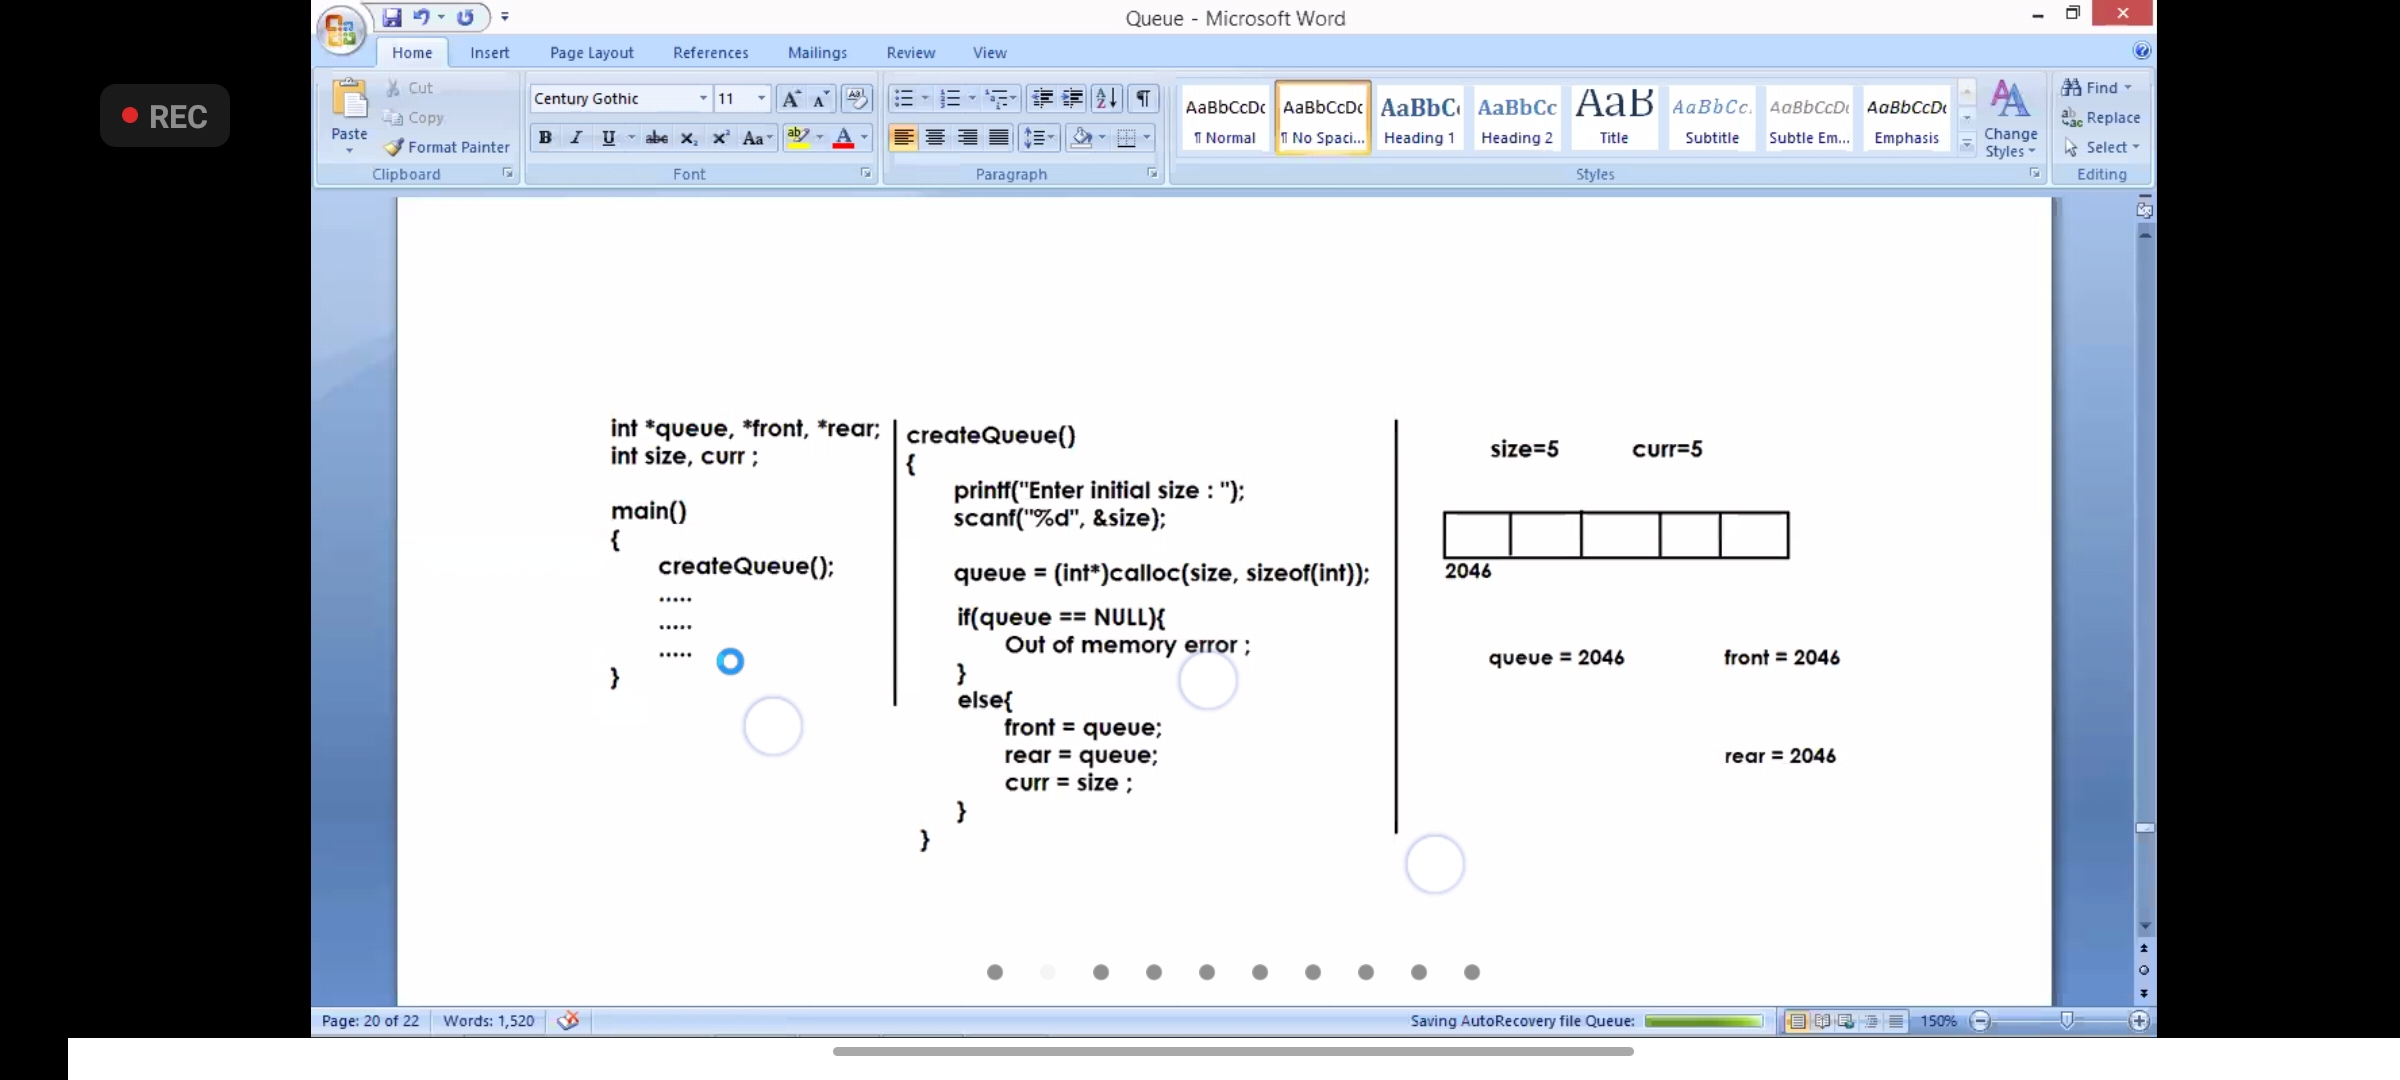 Queue - Microsoft Word
REC
Home Insert Page Layout References Mailings Review View
Paste
Cut
Copy
Format Painter
Clipboard
Century Gothic 11
Font
Paragraph
AaBbCcDc AaBbCcDc AaBbC AaBbCc AaB AaBbCc. AaBbCcDc AaBbCcDc
¶ Normal ¶ No Spaci... Heading 1 Heading 2 Title Subtitle Subtle Em... Emphasis
Change
Styles
Styles
Find
Replace
Select
Editing
int *queue, *front, *rear;
int size, curr ;
main()
{
createQueue();
.....
.....
.....
}
createQueue()
{
printf("Enter initial size : ");
scanf("%d", &size);
queue = (int*)calloc(size, sizeof(int));
if(queue == NULL){
Out of memory error ;
}
else{
front = queue;
rear = queue;
curr = size ;
}
}
size=5 curr=5
2046
queue = 2046 front = 2046
rear = 2046
Page: 20 of 22 Words: 1,520 Saving AutoRecovery file Queue: 150%